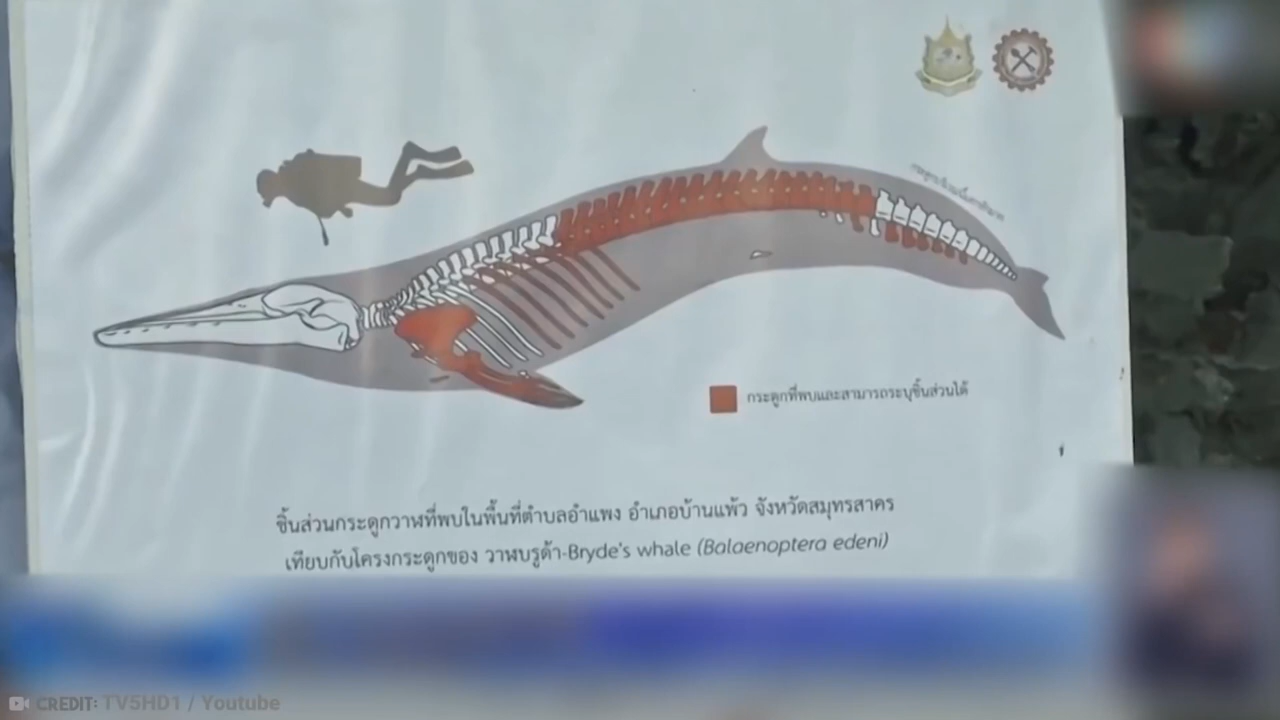 กระดูกที่พบและสามารถระบุชิ้นส่วนได้
ชิ้นส่วนกระดูกวาฬที่พบในพื้นที่ตำบลอำแพง อำเภอบ้านแพ้ว จังหวัดสมุทรสาคร
เทียบกับโครงกระดูกของ วาฬบรูด้า-Bryde's whale (Balaenoptera edeni)
CREDIT: TV5HD1 / Youtube